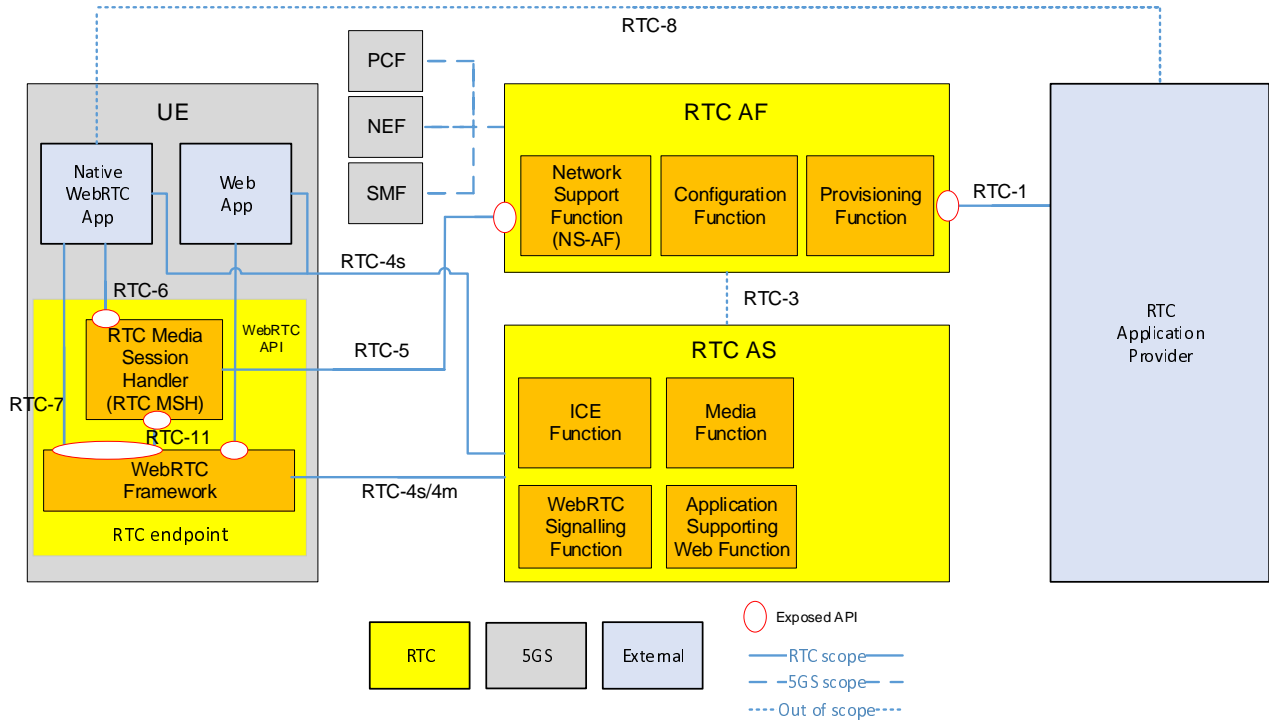 RTC-8
PCF
NEF
SMF
UE
Native
WebRTC
App
Web
App
RTC AF
Network
Support
Function
(NS-AF)
Configuration
Function
Provisioning
Function
RTC-1
RTC
Application
Provider
RTC-4s
RTC-6
RTC-3
RTC Media
Session
Handler
(RTC MSH)
WebRTC
API
RTC-5
RTC-7
RTC-11
WebRTC
Framework
RTC endpoint
RTC-4s/4m
RTC AS
ICE
Function
Media
Function
WebRTC
Signalling
Function
Application
Supporting
Web Function
RTC
5GS
External
Exposed API
RTC scope
5GS scope
Out of scope